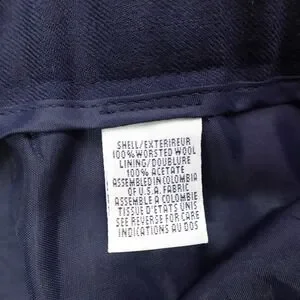 SHELL/EXTERIREUR
100% WORSTED WOOL
LINING/DOUBLURE
100% ACETATE
ASSEMBLED IN COLOMBIA
OF U.S.A. FABRIC
ASSEMBLE A COLOMBIE
TISSUE D'ETATS UNIS
SEE REVERSE FOR CARE
INDICATIONS AU DOS